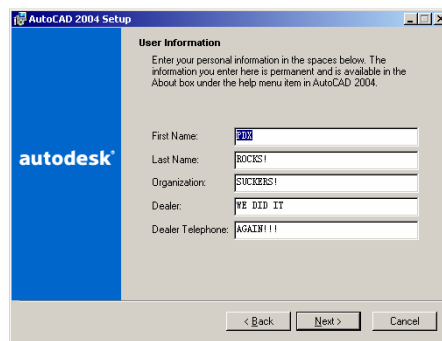 AutoCAD 2004 Setup
User Information
Enter your personal information in the spaces below. The
information you enter here is permanent and is available in the
About box under the help menu item in AutoCAD 2004.
First Name: PDX
Last Name: ROCKS!
autodesk
Organization: SUCKERS!
Dealer: WE DID IT
Dealer Telephone: AGAIN!!!
< Back Next > Cancel